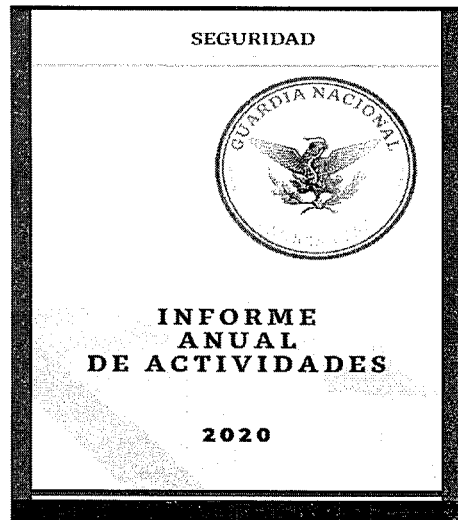 SEGURIDAD
GUARDIA NACIONAL
INFORME
ANUAL
DE ACTIVIDADES
2020